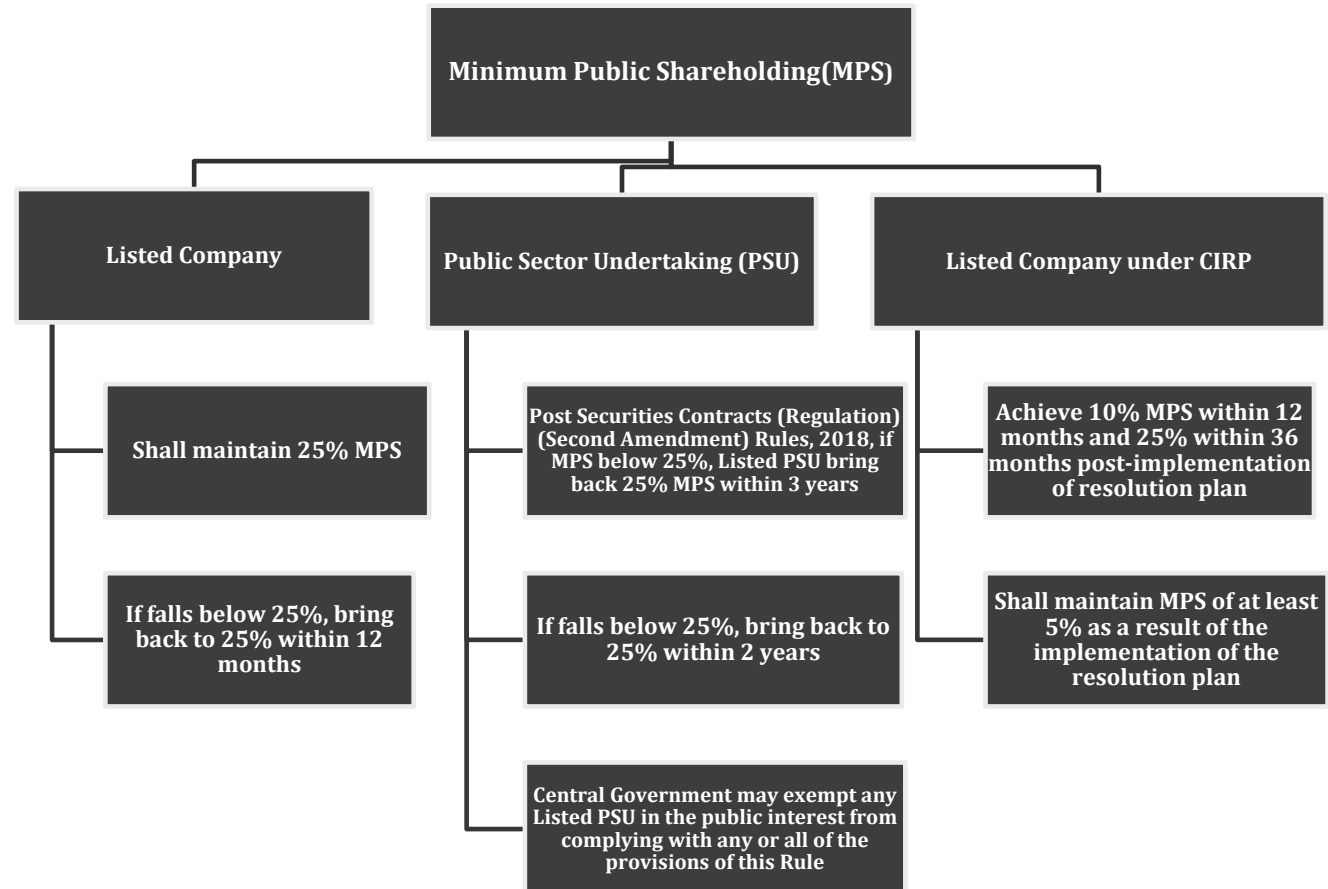 Minimum Public Shareholding(MPS)
Listed Company
Public Sector Undertaking (PSU)
Listed Company under CIRP
Shall maintain 25% MPS
If falls below 25%, bring
back to 25% within 12
months
Post Securities Contracts (Regulation)
(Second Amendment) Rules, 2018, if
MPS below 25%, Listed PSU bring
back 25% MPS within 3 years
If falls below 25%, bring back to
25% within 2 years
Central Government may exempt any
Listed PSU in the public interest from
complying with any or all of the
provisions of this Rule
Achieve 10% MPS within 12
months and 25% within 36
months post-implementation
of resolution plan
Shall maintain MPS of at least
5% as a result of the
implementation of the
resolution plan